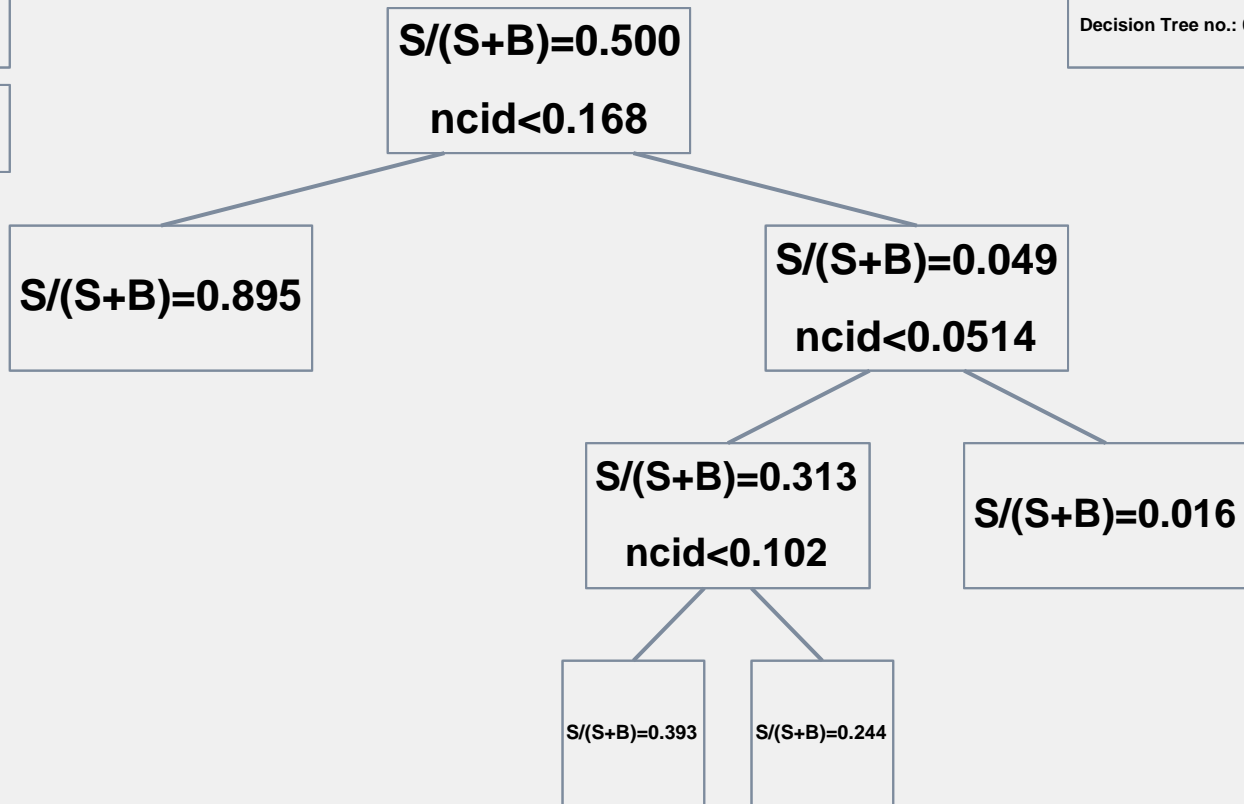 S/(S+B)=0.500
ncid<0.168
Decision Tree no.:
S/(S+B)=0.895
S/(S+B)=0.049
ncid<0.0514
S/(S+B)=0.313
ncid<0.102
S/(S+B)=0.016
S/(S+B)=0.393
S/(S+B)=0.244